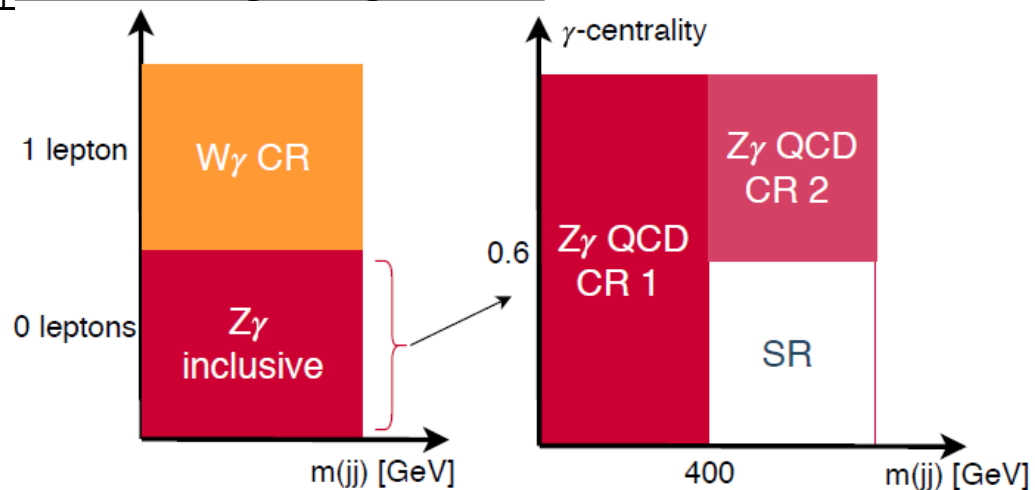 1 lepton
0 leptons
Wγ CR
Zγ
inclusive
m(jj) [GeV]
γ-centrality
0.6
Zγ QCD
CR 1
Zγ QCD
CR 2
SR
400
m(jj) [GeV]